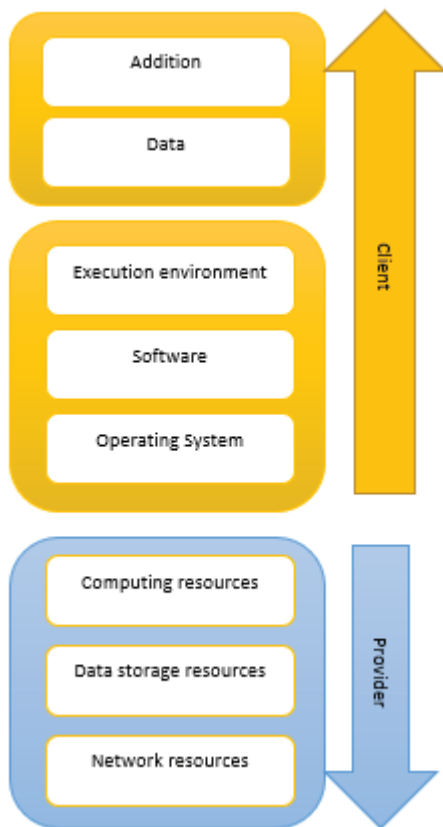 Addition
Data
Execution environment
Software
Operating System
Client
Computing resources
Data storage resources
Network resources
Provider